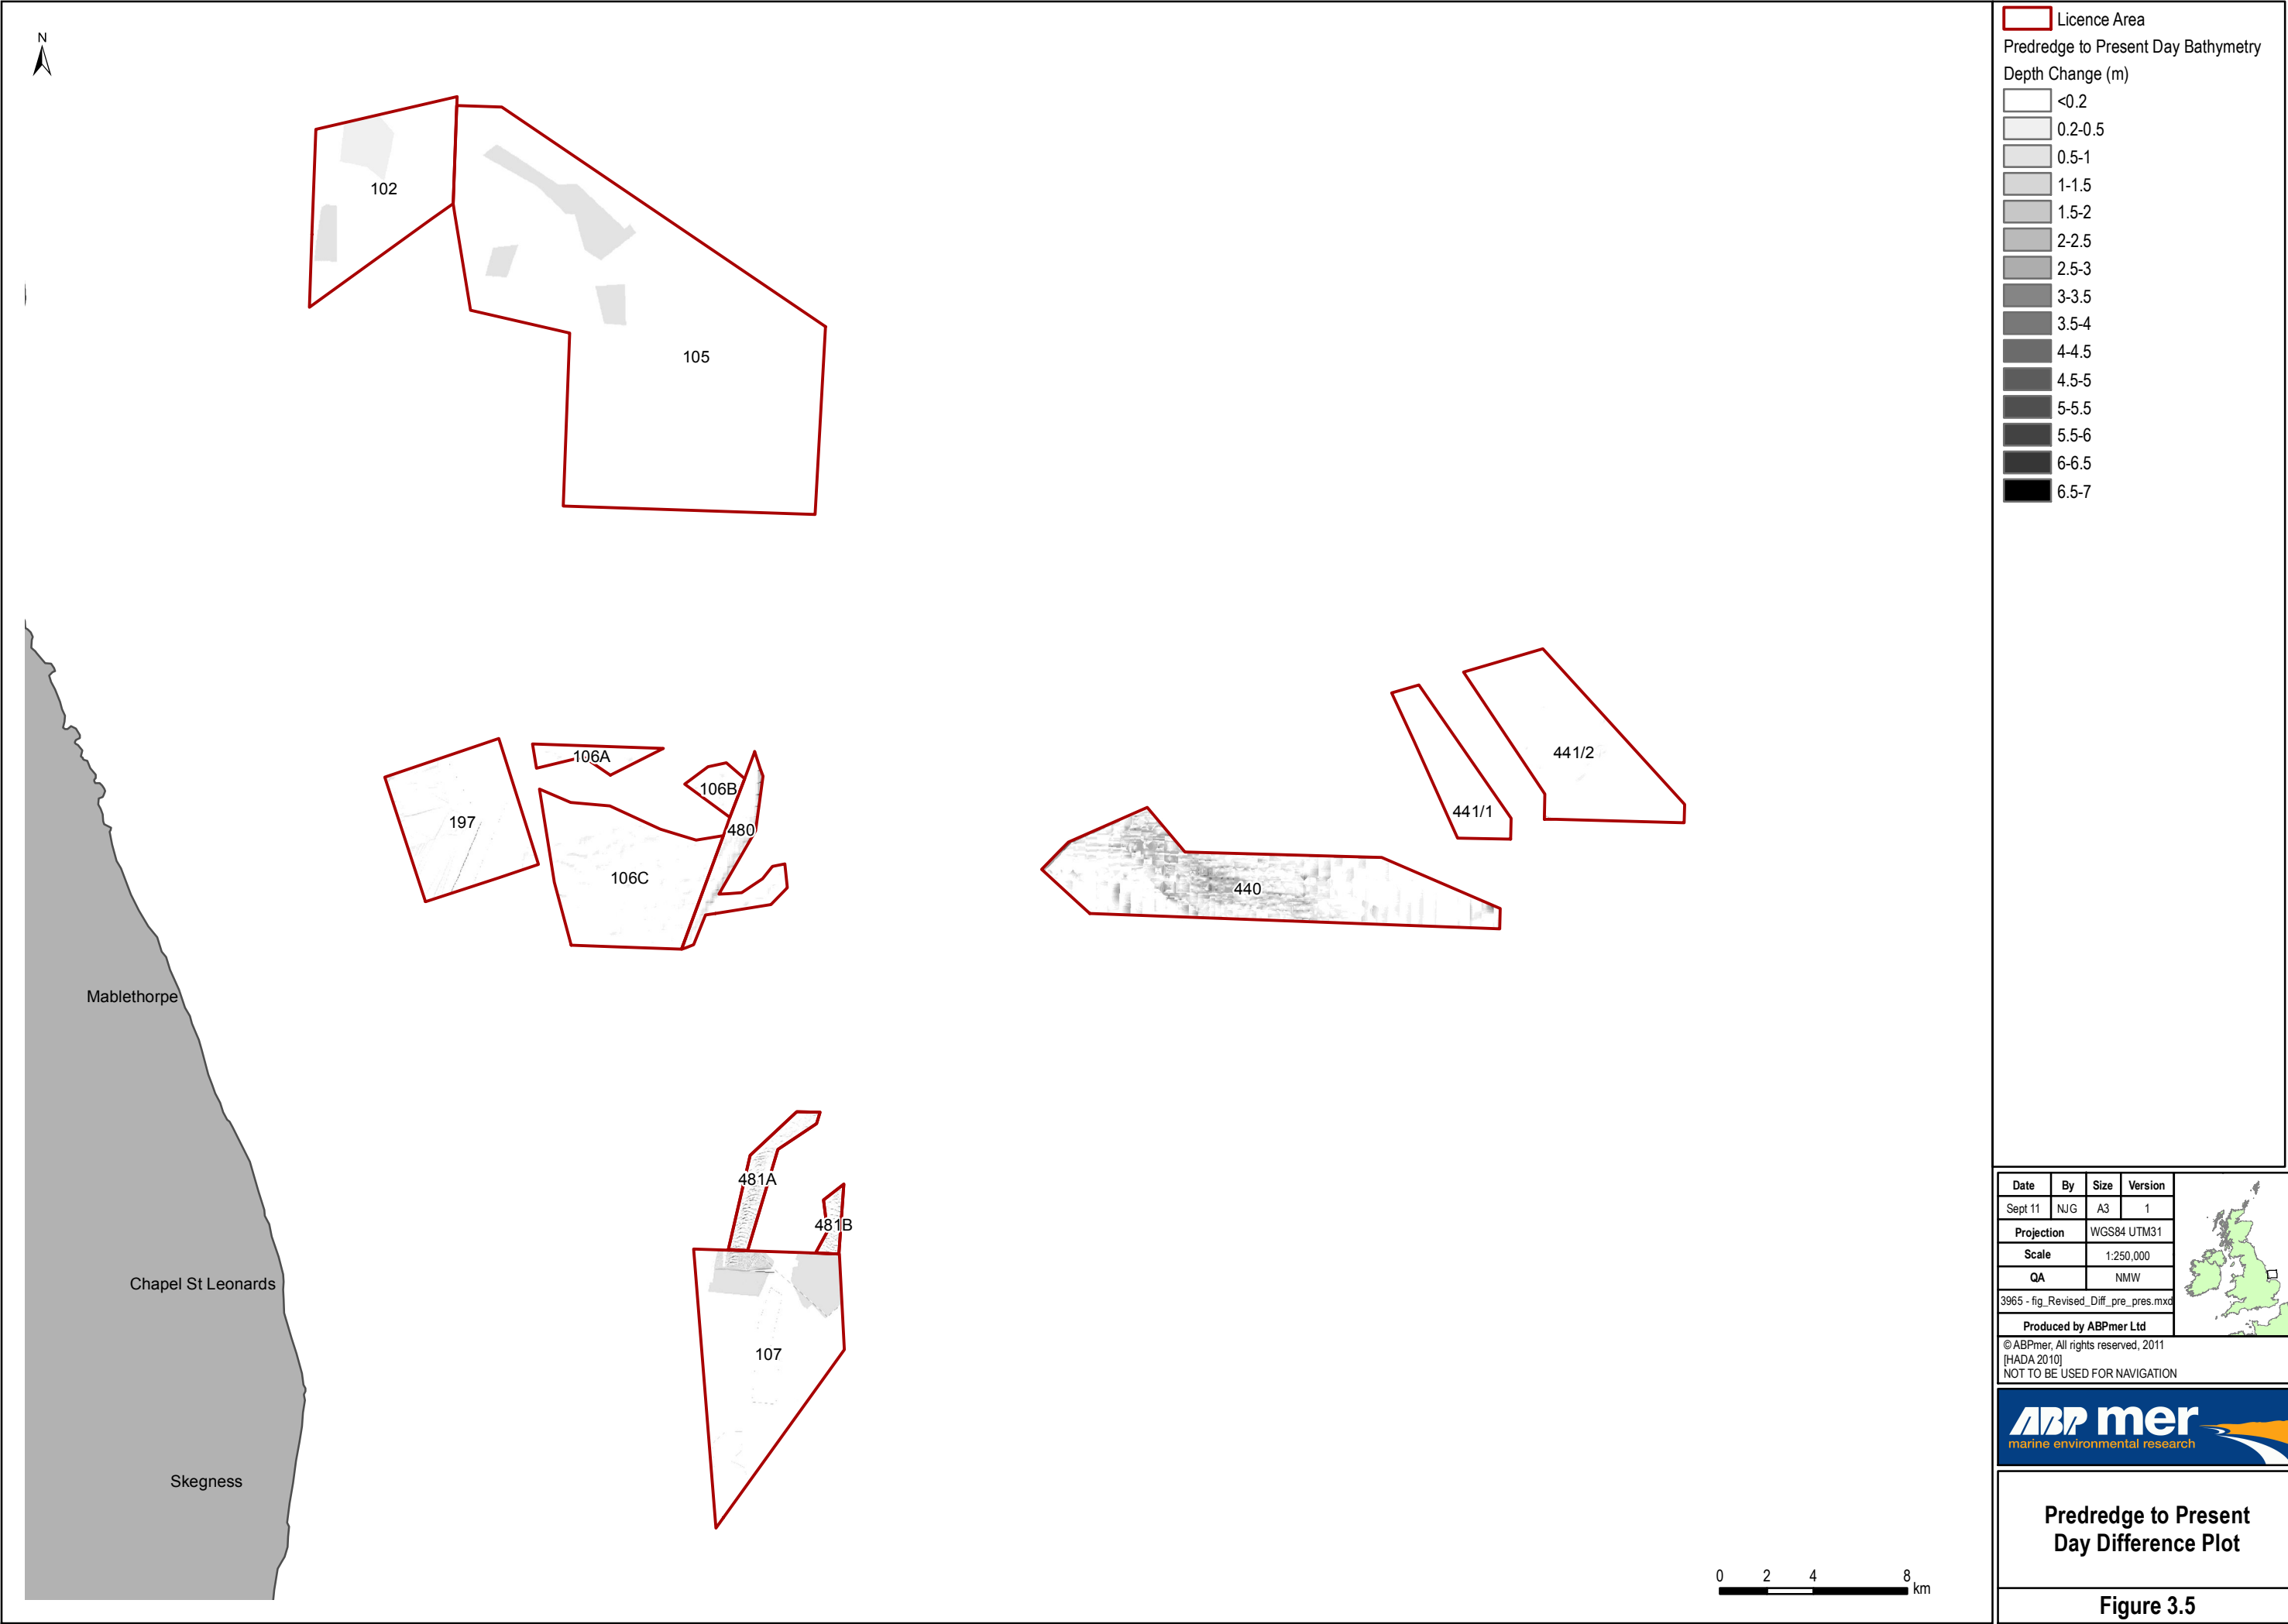 N
102
105
106A
106B
197
480
106C
441/2
441/1
440
Mablethorpe
481A
481B
Chapel St Leonards
107
Skegness
0 2 4 8
km
Licence Area
Predredge to Present Day Bathymetry
Depth Change (m)
<0.2
0.2-0.5
0.5-1
1-1.5
1.5-2
2-2.5
2.5-3
3-3.5
3.5-4
4-4.5
4.5-5
5-5.5
5.5-6
6-6.5
6.5-7
Date By Size Version
Sept 11 NJG A3 1
Projection WGS84 UTM31
Scale 1:250,000
QA NMW
3965 - fig_Revised_Diff_pre_pres.mxd
Produced by ABPmer Ltd
© ABPmer, All rights reserved, 2011
[HADA 2010]
NOT TO BE USED FOR NAVIGATION
ABP mer
marine environmental research
Predredge to Present
Day Difference Plot
Figure 3.5